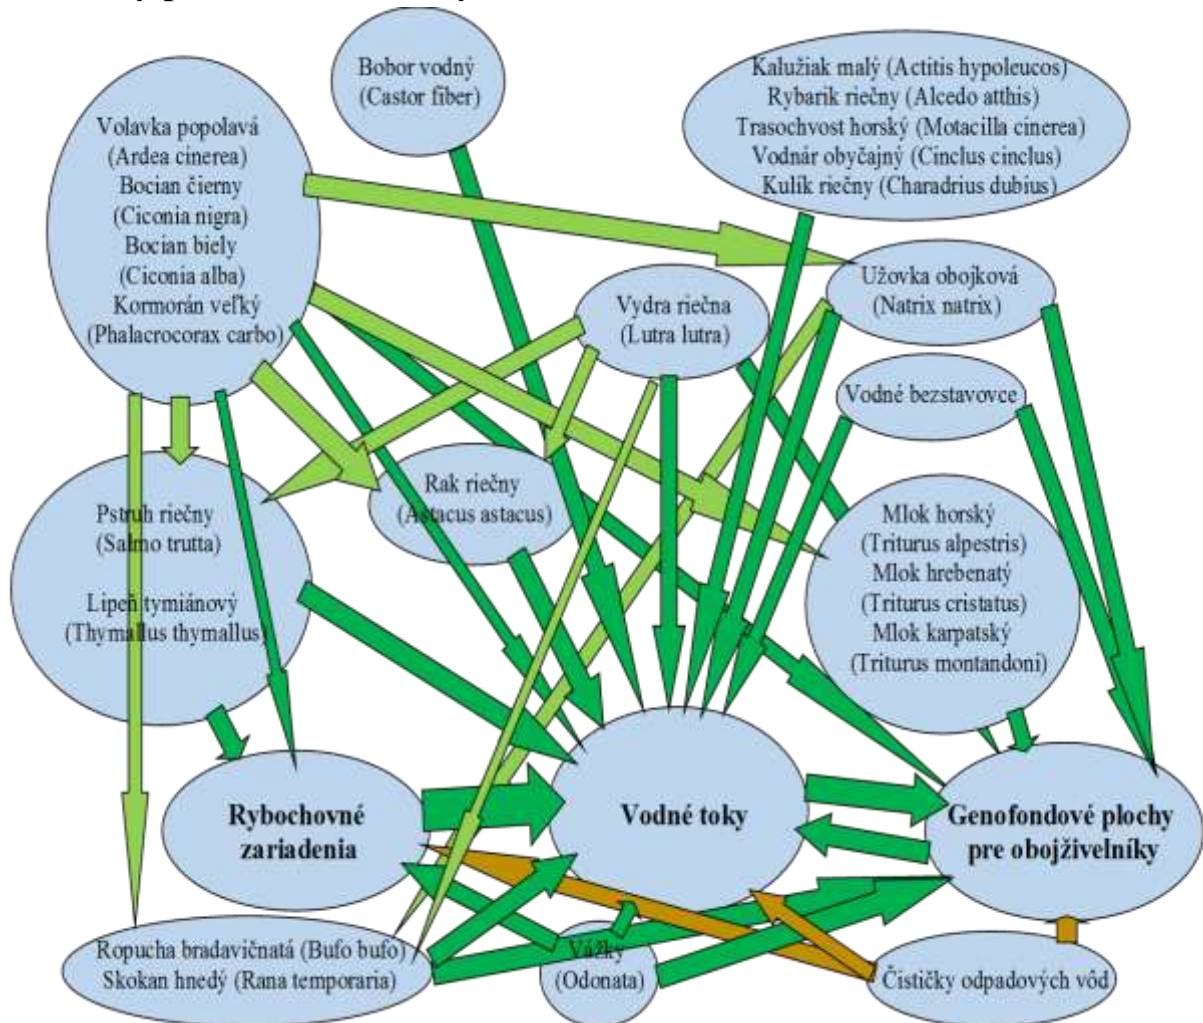 Bobor vodný
(Castor fiber)
Kalužiak malý (Actitis hypoleucos)
Rybarik riečny (Alcedo atthis)
Trasochvost horský (Motacilla cinerea)
Vodnár obyčajný (Cinclus cinclus)
Kulík riečny (Charadrius dubius)
Volavka popolavá
(Ardea cinerea)
Bocian čierny
(Ciconia nigra)
Bocian biely
(Ciconia alba)
Kormorán veľký
(Phalacrocorax carbo)
Vydra riečna
(Lutra lutra)
Užovka obojková
(Natrix natrix)
Vodné bezstavovce
Rak riečny
(Astacus astacus)
Pstruh riečny
(Salmo trutta)
Lipeň tymiánový
(Thymallus thymallus)
Mlok horský
(Triturus alpestris)
Mlok hrebenatý
(Triturus cristatus)
Mlok karpatský
(Triturus montandoni)
Rybochovné
zariadenia
Vodné toky
Genofondové plochy
pre obojživelníky
Ropucha bradavičnatá (Bufo bufo)
Skokan hnedý (Rana temporaria)
Vážky
(Odonata)
Čističky odpadových vôd